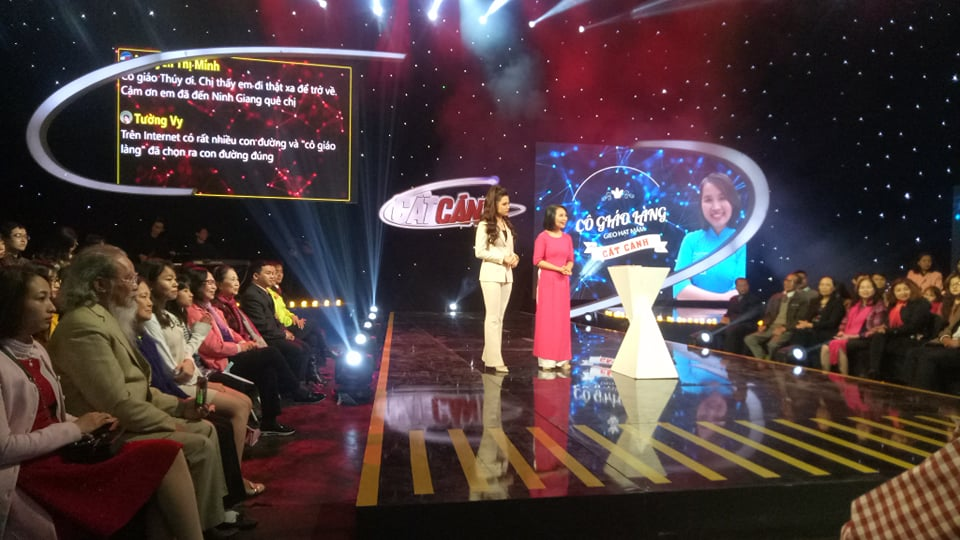 Thị Minh
Cô giáo Thúy ơi. Chị thấy em đi thật xa để trở về.
Cảm ơn em đã đến Ninh Giang quê chị
Tường Vy
Trên Internet có rất nhiều con đường và "cô giáo
làng" đã chọn ra con đường đúng
CẤT CÁNH
CÔ GIÁO LÀNG
GIEO HẠT MẦM
CẤT CÁNH